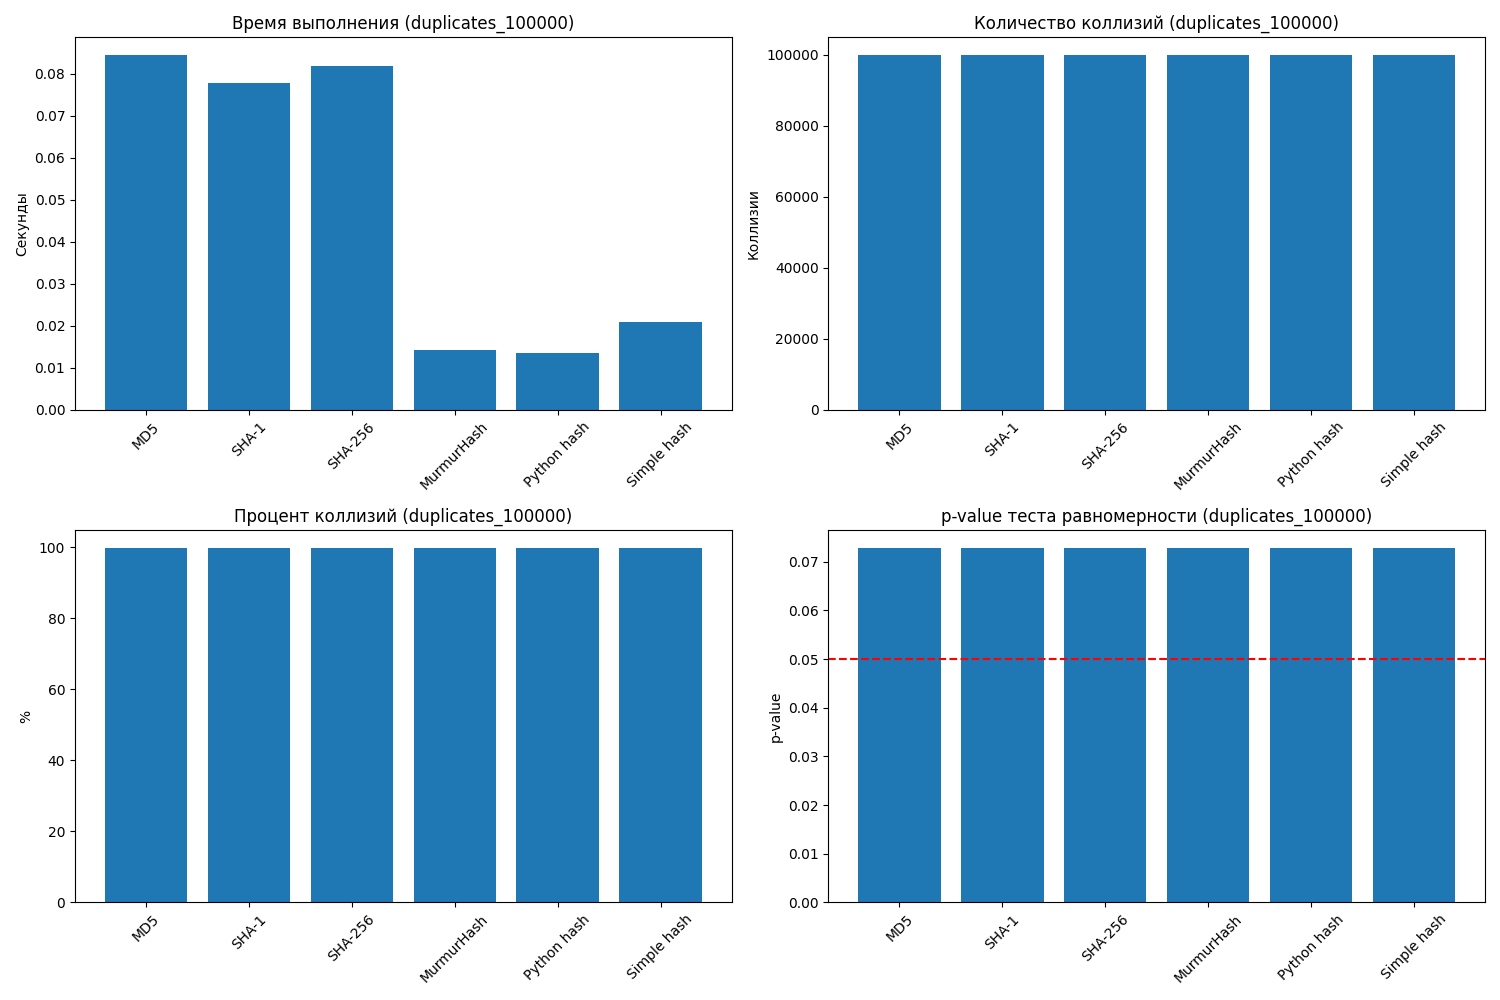 Время выполнения (duplicates_100000)
Секунды
0.08
0.07
0.06
0.05
0.04
0.03
0.02
0.01
0.00
MD5
SHA-1
SHA-256
MurmurHash
Python hash
Simple hash
Количество коллизий (duplicates_100000)
Коллизии
100000
80000
60000
40000
20000
0
MD5
SHA-1
SHA-256
MurmurHash
Python hash
Simple hash
Процент коллизий (duplicates_100000)
%
100
80
60
40
20
0
MD5
SHA-1
SHA-256
MurmurHash
Python hash
Simple hash
p-value теста равномерности (duplicates_100000)
p-value
0.07
0.06
0.05
0.04
0.03
0.02
0.01
0.00
MD5
SHA-1
SHA-256
MurmurHash
Python hash
Simple hash